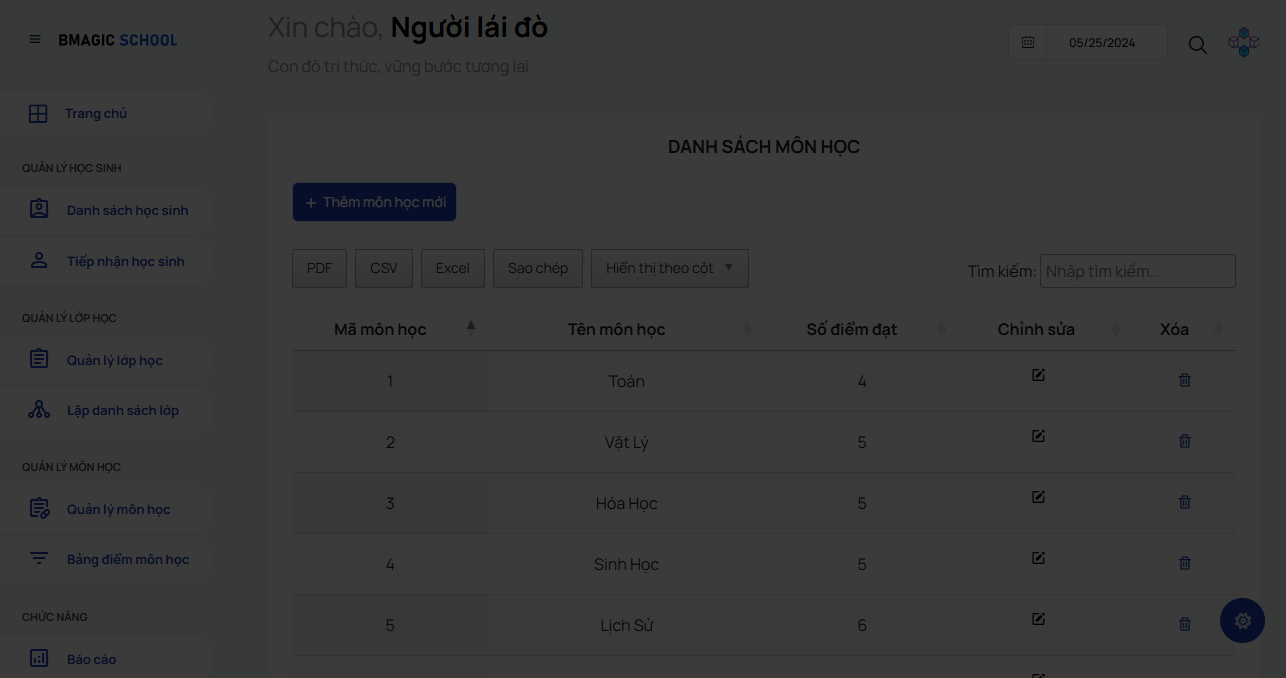 BMAGIC SCHOOL
Xin chào, Người lái đò
Con đò tri thức, vững bước tương lai
05/25/2024
Trang chủ
QUẢN LÝ HỌC SINH
Danh sách học sinh
Tiếp nhận học sinh
QUẢN LÝ LỚP HỌC
Quản lý lớp học
Lập danh sách lớp
QUẢN LÝ MÔN HỌC
Quản lý môn học
Bảng điểm môn học
CHỨC NĂNG
Báo cáo
DANH SÁCH MÔN HỌC
+ Thêm môn học mới
PDF CSV Excel Sao chép Hiển thị theo cột ▼
Tìm kiếm: Nhập tìm kiếm...
Mã môn học Tên môn học Số điểm đạt Chỉnh sửa Xóa
1 Toán 4
2 Vật Lý 5
3 Hóa Học 5
4 Sinh Học 5
5 Lịch Sử 6